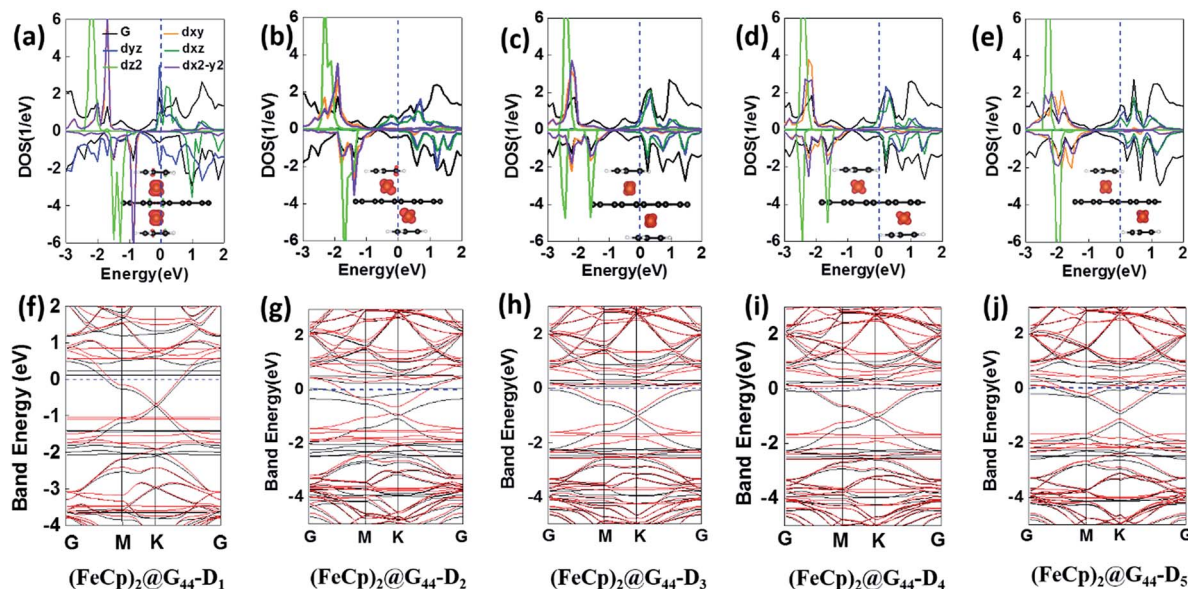 (a) (b) (c) (d) (e)
G dxy
dyz dxz
dz2 dx2-y2
DOS(1/eV) DOS(1/eV) DOS(1/eV) DOS(1/eV) DOS(1/eV)
6 6 6 6 6
4 4 4 4 4
2 2 2 2 2
0 0 0 0 0
-2 -2 -2 -2 -2
-4 -4 -4 -4 -4
-6 -6 -6 -6 -6
-3 -2 -1 0 1 2 -3 -2 -1 0 1 2 -3 -2 -1 0 1 2 -3 -2 -1 0 1 2 -3 -2 -1 0 1 2
Energy(eV) Energy(eV) Energy(eV) Energy(eV) Energy(eV)
(f) (g) (h) (i) (j)
Band Energy (eV) Band Energy(eV) Band Energy(eV) Band Energy(eV) Band Energy(eV)
2
1 2 2 2 2
0 0 0 0 0
-1
-2 -2 -2 -2 -2
-3
-4 -4 -4 -4 -4
G M K G G M K G G M K G G M K G G M K G
(FeCp)₂@G₄₄-D₁ (FeCp)₂@G₄₄-D₂ (FeCp)₂@G₄₄-D₃ (FeCp)₂@G₄₄-D₄ (FeCp)₂@G₄₄-D₅